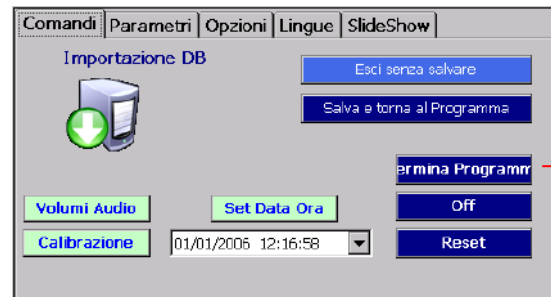 Comandi Parametri Opzioni Lingue SlideShow
Importazione DB
Esci senza salvare
Salva e torna al Programma
ermina Programm
Volumi Audio Set Data Ora Off
Calibrazione 01/01/2006 12:16:58 Reset